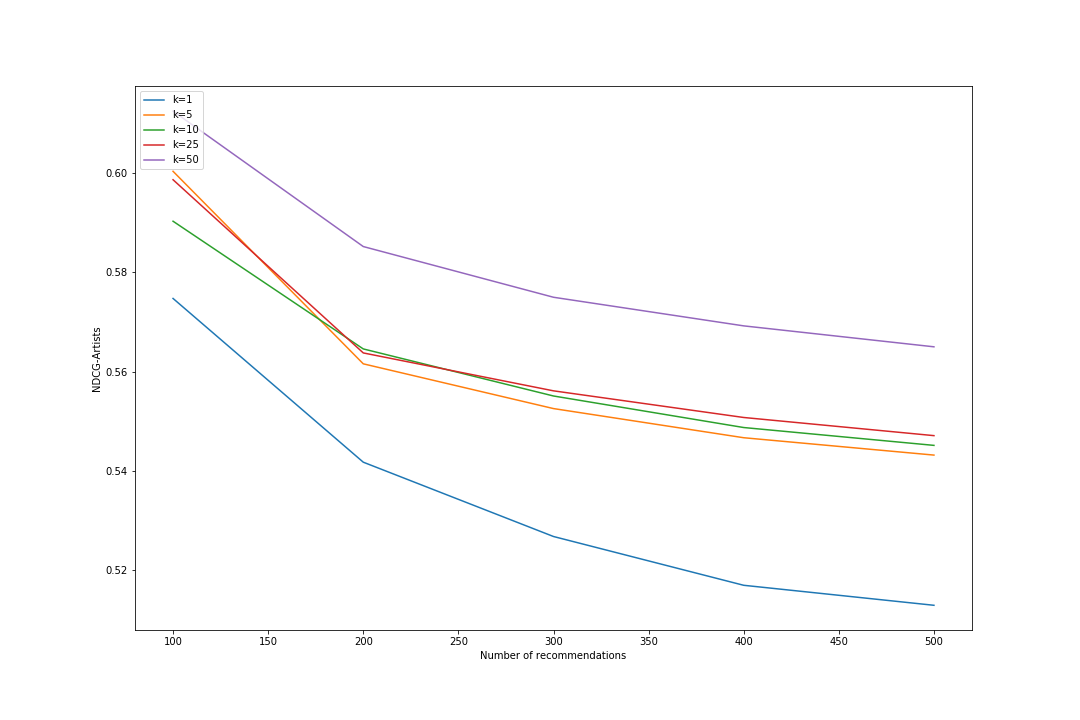 k=1
k=5
k=10
k=25
k=50
0.60
0.58
0.56
0.54
0.52
NDCG-Artists
100 150 200 250 300 350 400 450 500
Number of recommendations